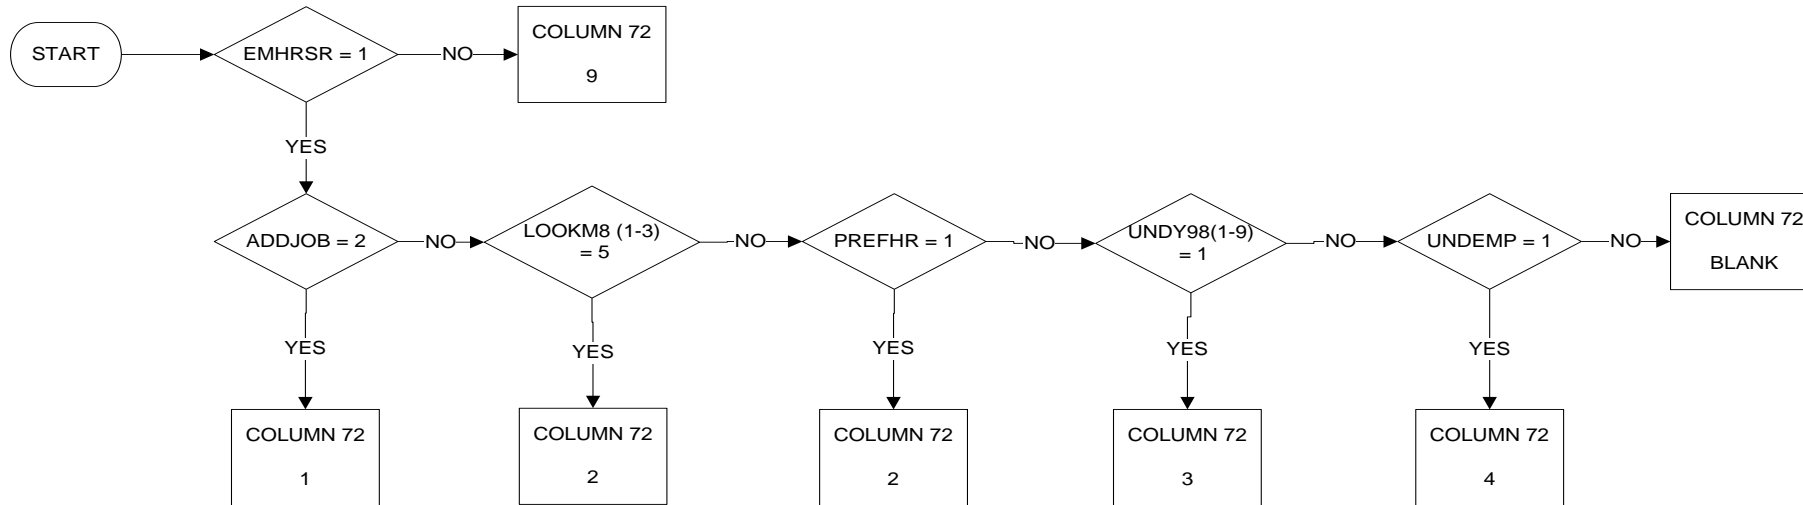 START
EMHRSR = 1
NO
COLUMN 72
9
YES
ADDJOB = 2
NO
LOOKM8 (1-3)
= 5
NO
PREFHR = 1
NO
UNDY98(1-9)
= 1
NO
UNDEMP = 1
NO
COLUMN 72
BLANK
YES
YES
YES
YES
YES
COLUMN 72
1
COLUMN 72
2
COLUMN 72
2
COLUMN 72
3
COLUMN 72
4